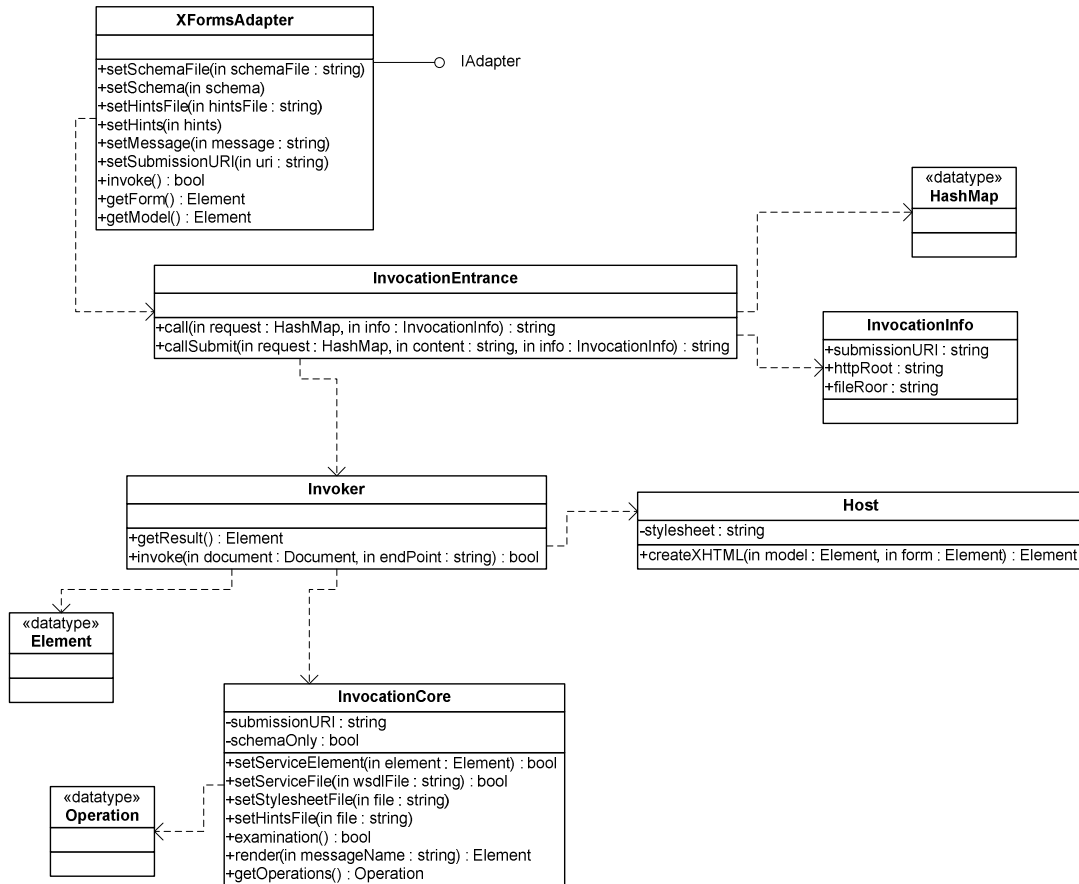 XFormsAdapter
+setSchemaFile(in schemaFile : string)
+setSchema(in schema)
+setHintsFile(in hintsFile : string)
+setHints(in hints)
+setMessage(in message : string)
+setSubmissionURI(in uri : string)
+invoke() : bool
+getForm() : Element
+getModel() : Element
IAdapter
«datatype»
HashMap
InvocationEntrance
+call(in request : HashMap, in info : InvocationInfo) : string
+callSubmit(in request : HashMap, in content : string, in info : InvocationInfo) : string
InvocationInfo
+submissionURI : string
+httpRoot : string
+fileRoor : string
Invoker
+getResult() : Element
+invoke(in document : Document, in endPoint : string) : bool
Host
-stylesheet : string
+createXHTML(in model : Element, in form : Element) : Element
«datatype»
Element
InvocationCore
-submissionURI : string
-schemaOnly : bool
+setServiceElement(in element : Element) : bool
+setServiceFile(in wsdlFile : string) : bool
+setStylesheetFile(in file : string)
+setHintsFile(in file : string)
+examination() : bool
+render(in messageName : string) : Element
+getOperations() : Operation
«datatype»
Operation